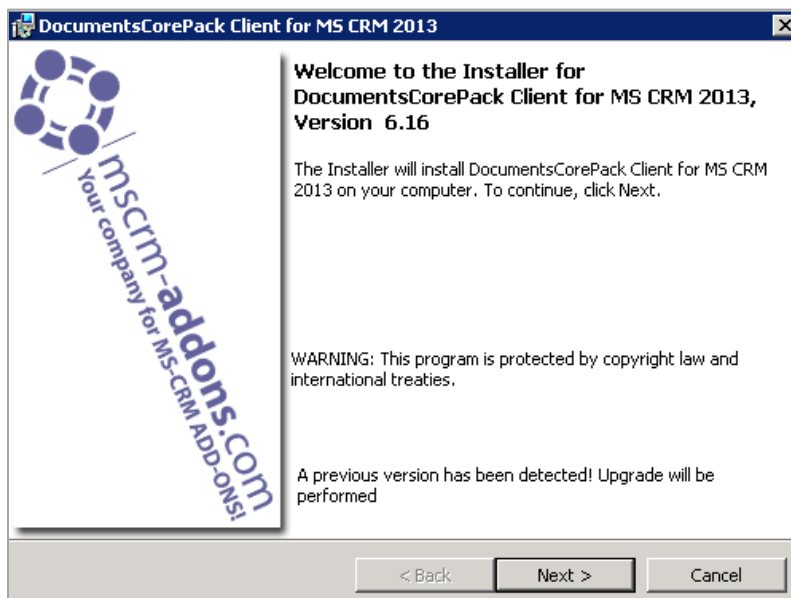 DocumentsCorePack Client for MS CRM 2013
mscrm-addons.com
Your company for MS-CRM ADD-ONS!
Welcome to the Installer for
DocumentsCorePack Client for MS CRM 2013,
Version 6.16
The Installer will install DocumentsCorePack Client for MS CRM
2013 on your computer. To continue, click Next.
WARNING: This program is protected by copyright law and
international treaties.
A previous version has been detected! Upgrade will be
performed
< Back
Next >
Cancel